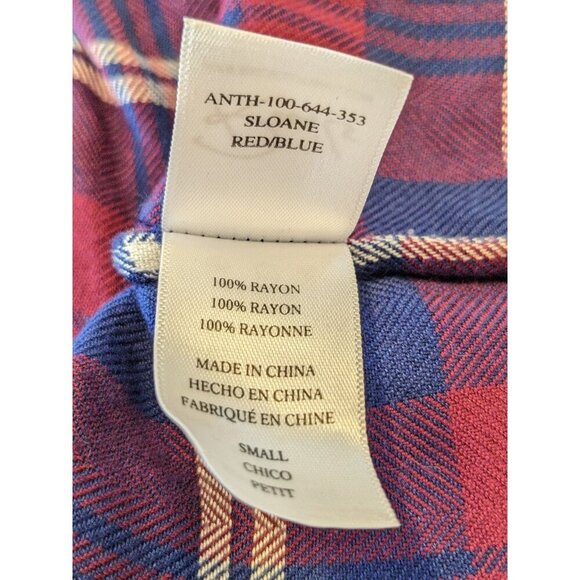 ANTH-100-644-353
SLOANE
RED/BLUE
100% RAYON
100% RAYON
100% RAYONNE
MADE IN CHINA
HECHO EN CHINA
FABRIQUÉ EN CHINE
SMALL
CHICO
PETIT